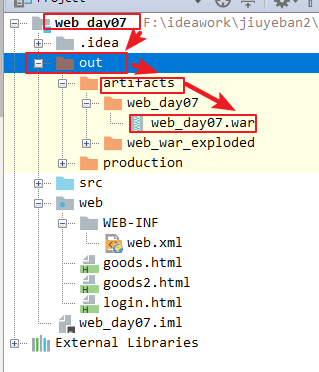 Project
web_day07 F:\ideawork\jiuyeban2\
.idea
out
artifacts
web_day07
web_day07.war
web_war_exploded
production
src
web
WEB-INF
web.xml
goods.html
goods2.html
login.html
web_day07.iml
External Libraries